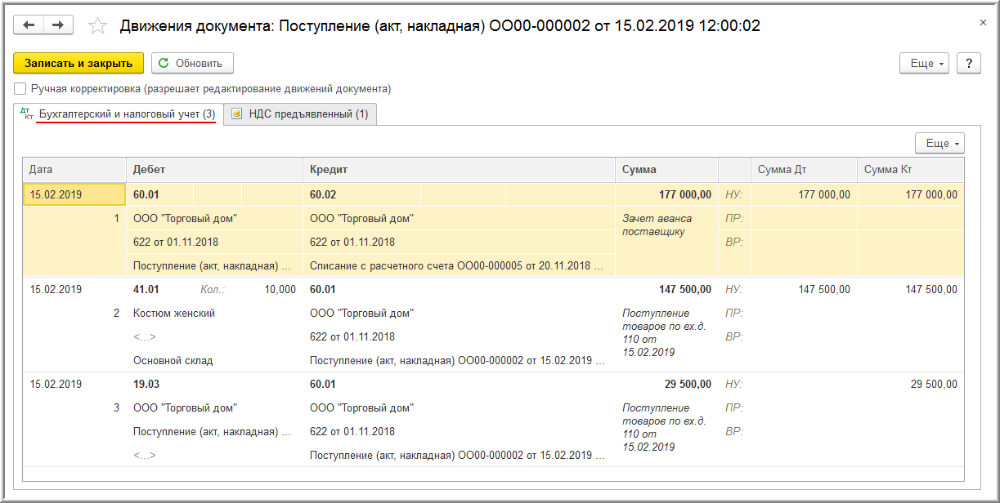 Движения документа: Поступление (акт, накладная) ОО00-000002 от 15.02.2019 12:00:02
Записать и закрыть Обновить Еще ?
Ручная корректировка (разрешает редактирование движений документа)
Дт Кт Бухгалтерский и налоговый учет (3) НДС предъявленный (1)
Еще
Дата Дебет Кредит Сумма Сумма Дт Сумма Кт
15.02.2019 60.01 60.02 177 000,00 НУ: 177 000,00 177 000,00
1 ООО "Торговый дом" ООО "Торговый дом" Зачет аванса ПР:
поставщику
622 от 01.11.2018 622 от 01.11.2018 ВР:
Поступление (акт, накладная) ... Списание с расчетного счета ОО00-000005 от 20.11.2018 ...
15.02.2019 41.01 Кол.: 10,000 60.01 147 500,00 НУ: 147 500,00 147 500,00
2 Костюм женский ООО "Торговый дом" Поступление ПР:
товаров по вх.д.
<...> 622 от 01.11.2018 110 от ВР:
15.02.2019
Основной склад Поступление (акт, накладная) ОО00-000002 от 15.02.2019 ...
15.02.2019 19.03 60.01 29 500,00 НУ: 29 500,00
3 ООО "Торговый дом" ООО "Торговый дом" Поступление ПР:
товаров по вх.д.
Поступление (акт, накладная) ... 622 от 01.11.2018 110 от ВР:
15.02.2019
<...> Поступление (акт, накладная) ОО00-000002 от 15.02.2019 ...